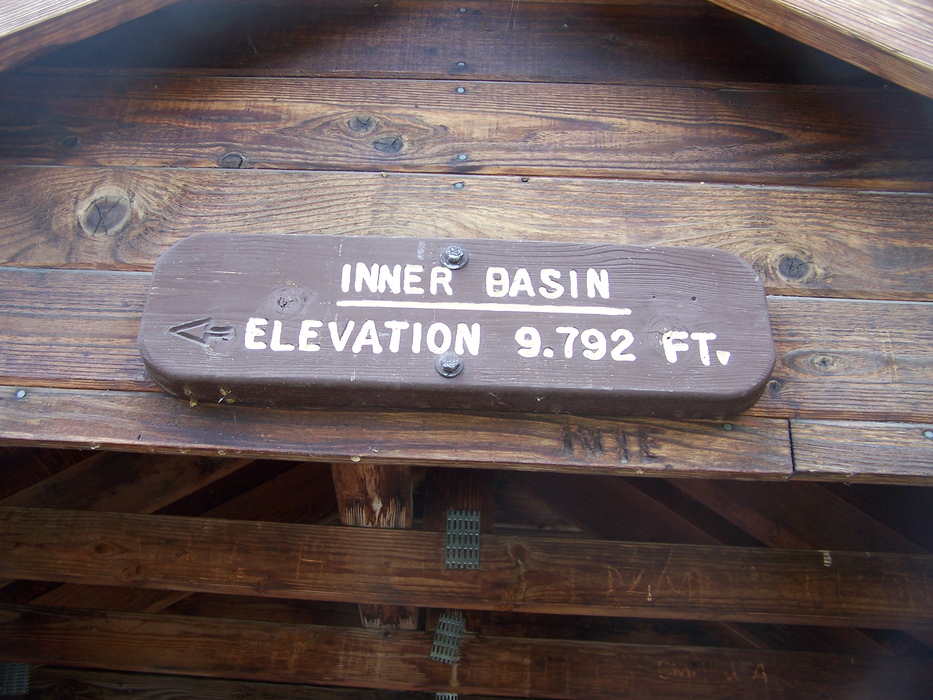 INNER BASIN
ELEVATION 9.792 FT.